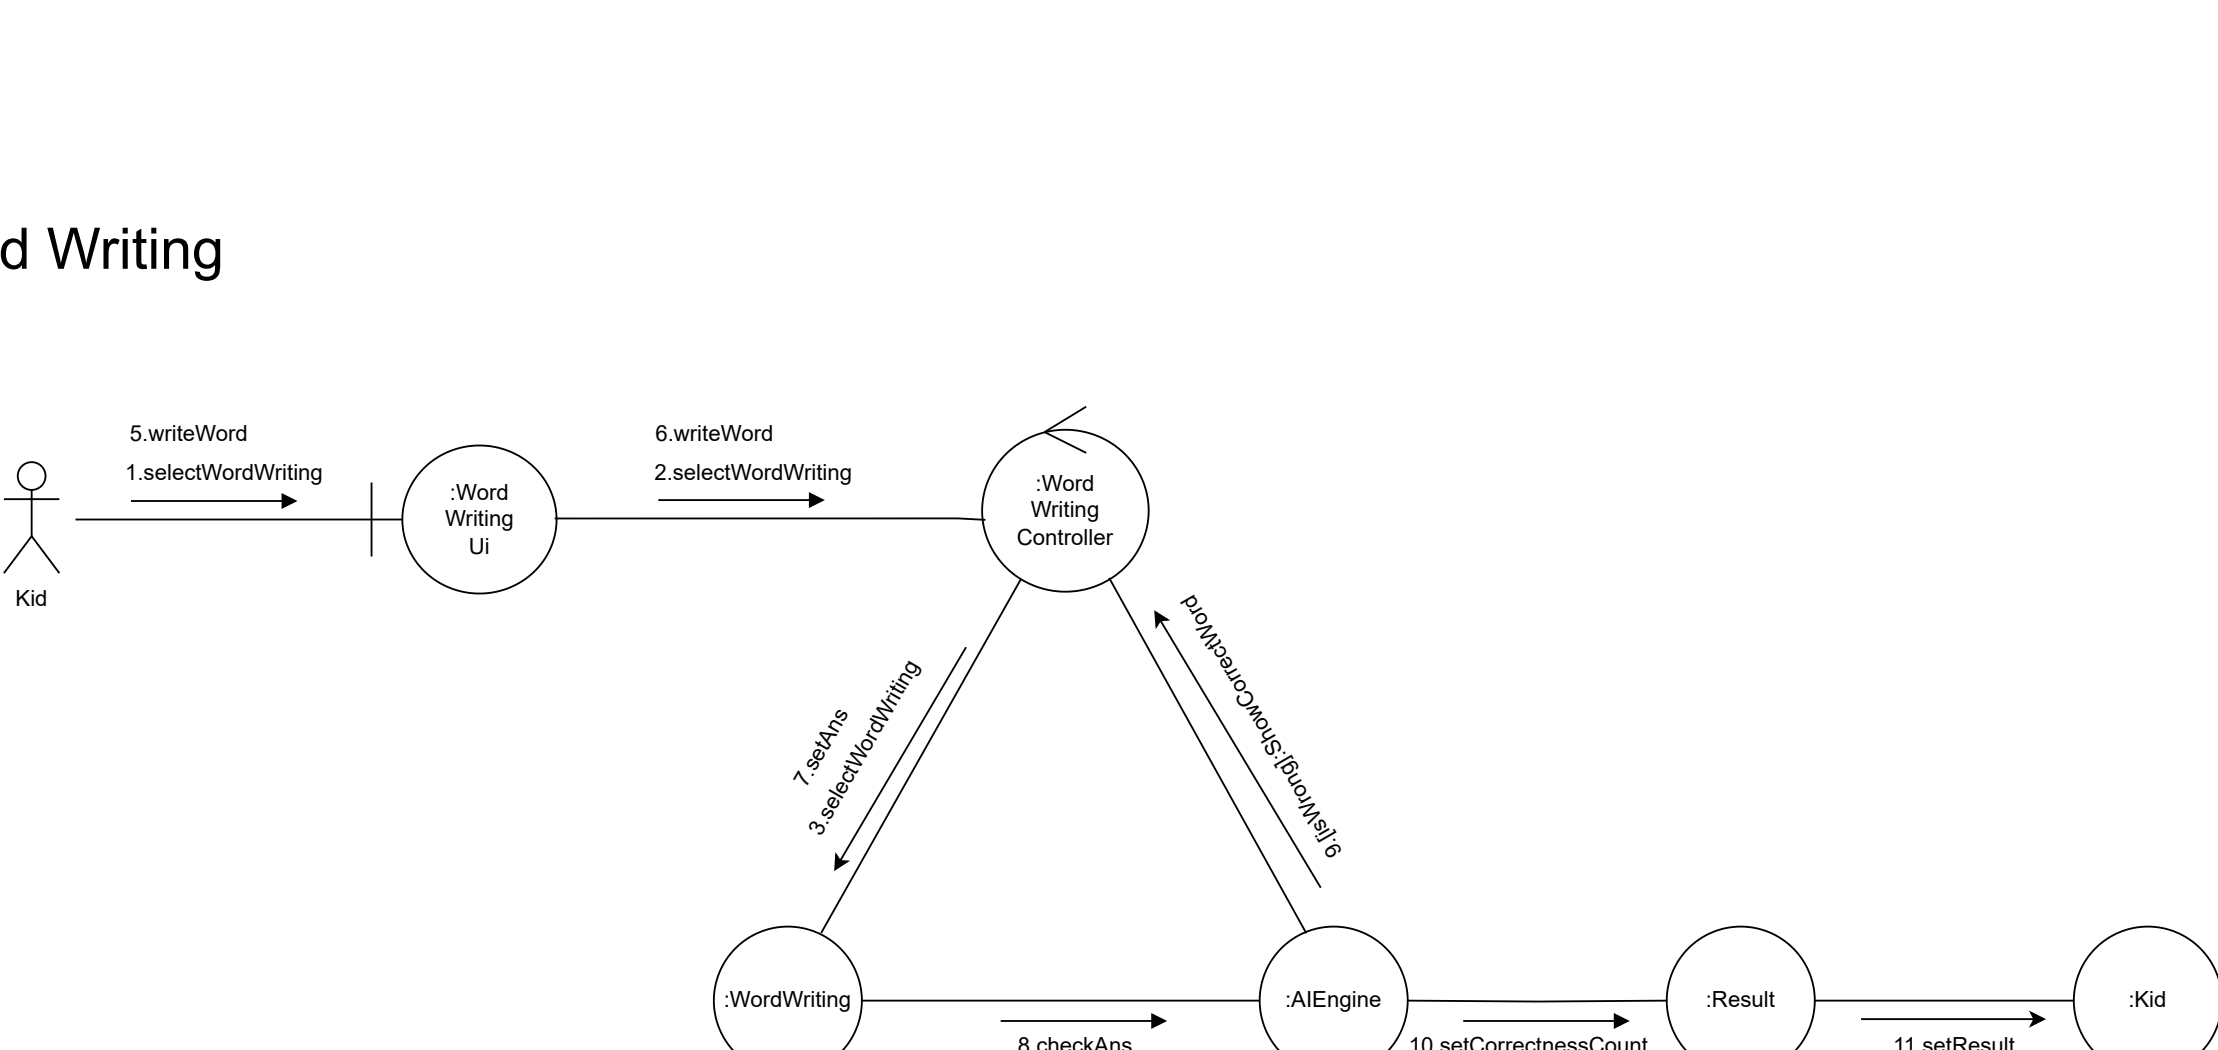 d Writing
5.writeWord
1.selectWordWriting
6.writeWord
2.selectWordWriting
Kid
:Word
Writing
Ui
:Word
Writing
Controller
7.setAns
3.selectWordWriting
9.[isWrong]:ShowCorrectWord
:WordWriting
:AIEngine
:Result
:Kid
8.checkAns
10.setCorrectnessCount
11.setResult